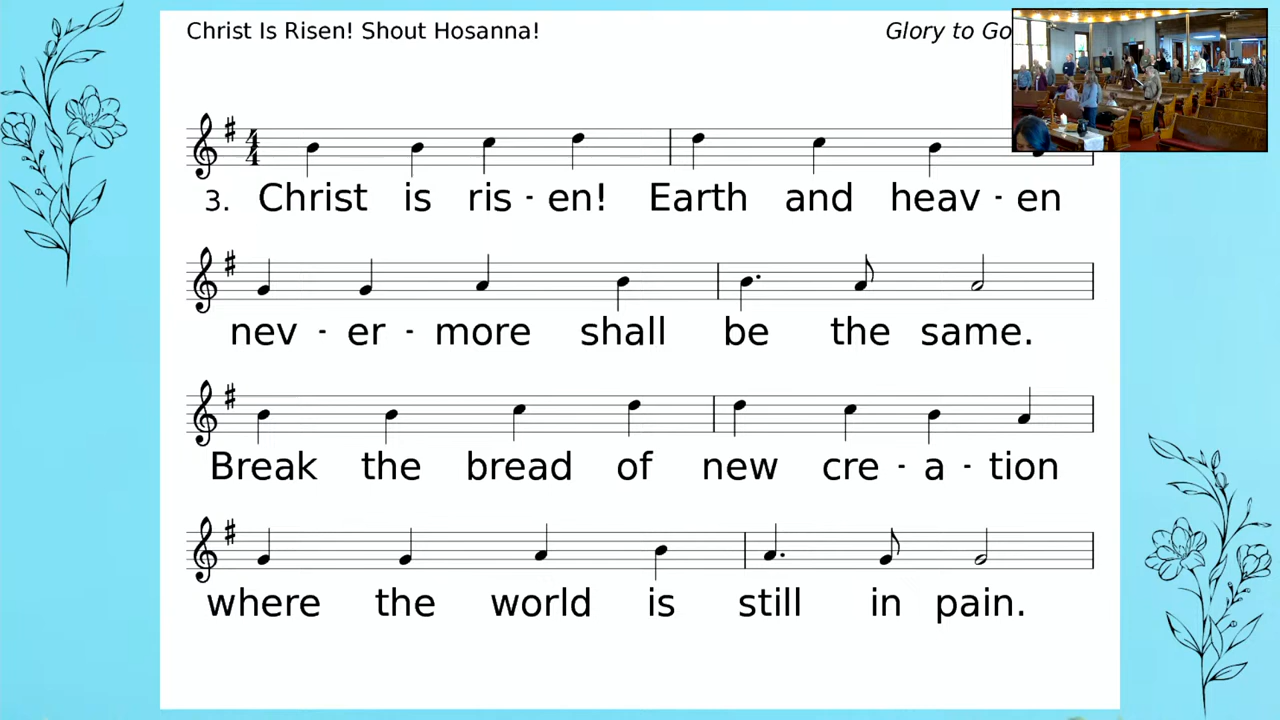 Christ Is Risen! Shout Hosanna!
Glory to Go
3. Christ is ris - en! Earth and heav - en
nev - er - more shall be the same.
Break the bread of new cre - a - tion
where the world is still in pain.